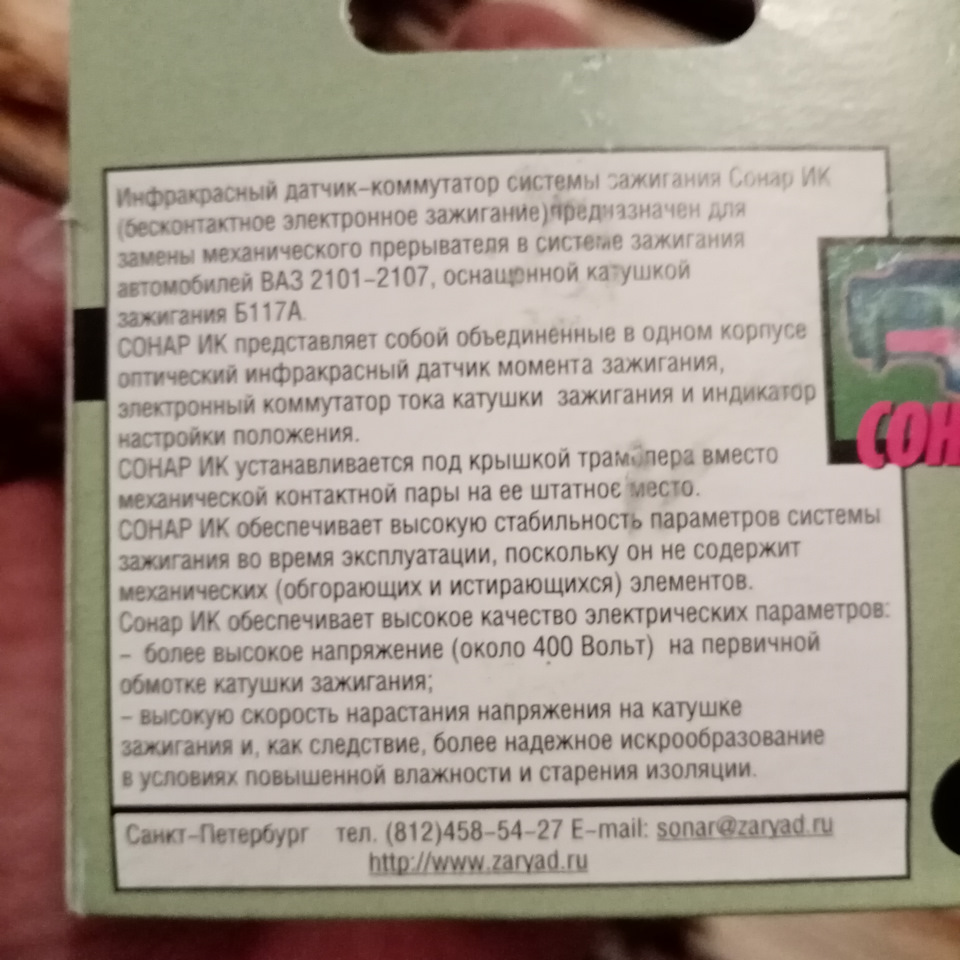 Инфракрасный датчик-коммутатор системы зажигания Сонар ИК
(бесконтактное электронное зажигание)предназначен для
замены механического прерывателя в системе зажигания
автомобилей ВАЗ 2101-2107, оснащенной катушкой
зажигания Б117А.
СОНАР ИК представляет собой объединенные в одном корпусе
оптический инфракрасный датчик момента зажигания,
электронный коммутатор тока катушки зажигания и индикатор
настройки положения.
СОНАР ИК устанавливается под крышкой трамблера вместо
механической контактной пары на ее штатное место.
СОНАР ИК обеспечивает высокую стабильность параметров системы
зажигания во время эксплуатации, поскольку он не содержит
механических (обгорающих и истирающихся) элементов.
Сонар ИК обеспечивает высокое качество электрических параметров:
- более высокое напряжение (около 400 Вольт) на первичной
обмотке катушки зажигания;
- высокую скорость нарастания напряжения на катушке
зажигания и, как следствие, более надежное искрообразование
в условиях повышенной влажности и старения изоляции.
Санкт-Петербург тел. (812)458-54-27 E-mail: sonar@zaryad.ru
http://www.zaryad.ru
СОН